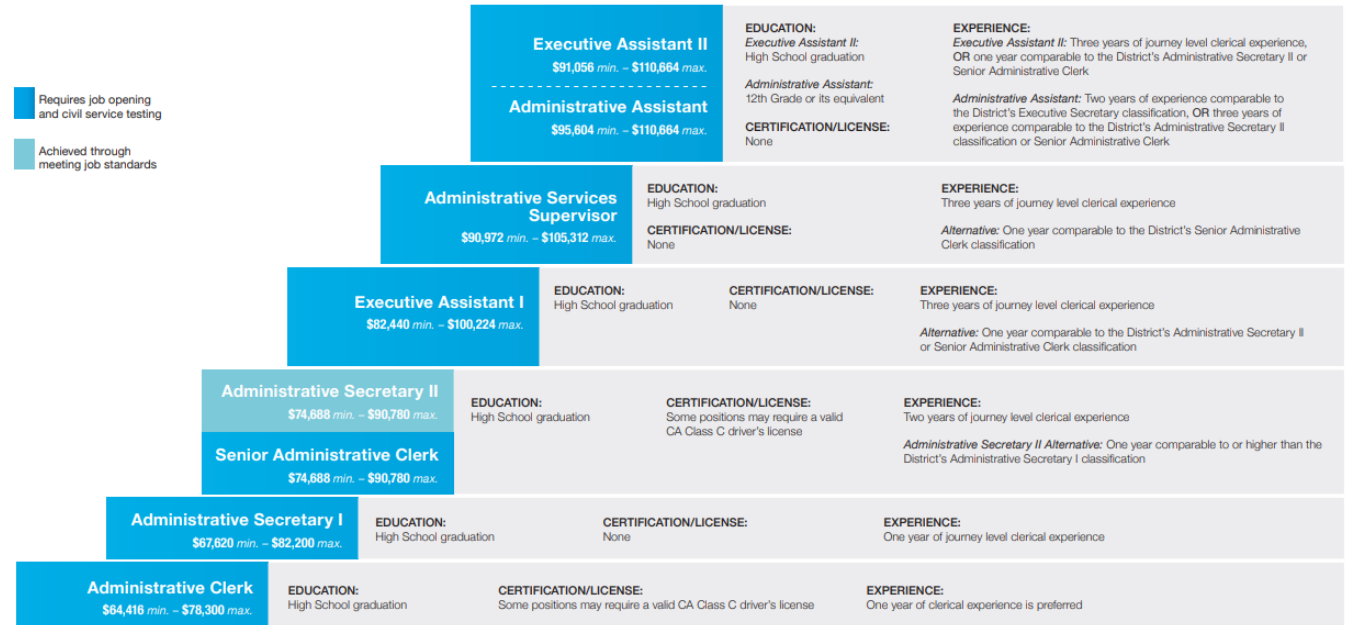 Requires job opening
and civil service testing
Achieved through
meeting job standards
Executive Assistant II
$91,056 min. – $110,664 max.
Administrative Assistant
$95,604 min. – $110,664 max.
EDUCATION:
Executive Assistant II:
High School graduation
Administrative Assistant:
12th Grade or its equivalent
CERTIFICATION/LICENSE:
None
EXPERIENCE:
Executive Assistant II: Three years of journey level clerical experience,
OR one year comparable to the District's Administrative Secretary II or
Senior Administrative Clerk
Administrative Assistant: Two years of experience comparable to
the District's Executive Secretary classification, OR three years of
experience comparable to the District's Administrative Secretary II
classification or Senior Administrative Clerk
Administrative Services
Supervisor
$90,972 min. – $105,312 max.
EDUCATION:
High School graduation
CERTIFICATION/LICENSE:
None
EXPERIENCE:
Three years of journey level clerical experience
Alternative: One year comparable to the District's Senior Administrative
Clerk classification
Executive Assistant I
$82,440 min. – $100,224 max.
EDUCATION:
High School graduation
CERTIFICATION/LICENSE:
None
EXPERIENCE:
Three years of journey level clerical experience
Alternative: One year comparable to the District's Administrative Secretary II
or Senior Administrative Clerk classification
Administrative Secretary II
$74,688 min. – $90,780 max.
Senior Administrative Clerk
$74,688 min. – $90,780 max.
EDUCATION:
High School graduation
CERTIFICATION/LICENSE:
Some positions may require a valid
CA Class C driver's license
EXPERIENCE:
Two years of journey level clerical experience
Administrative Secretary II Alternative: One year comparable to or higher than the
District's Administrative Secretary I classification
Administrative Secretary I
$67,620 min. – $82,200 max.
EDUCATION:
High School graduation
CERTIFICATION/LICENSE:
None
EXPERIENCE:
One year of journey level clerical experience
Administrative Clerk
$64,416 min. – $78,300 max.
EDUCATION:
High School graduation
CERTIFICATION/LICENSE:
Some positions may require a valid CA Class C driver's license
EXPERIENCE:
One year of clerical experience is preferred